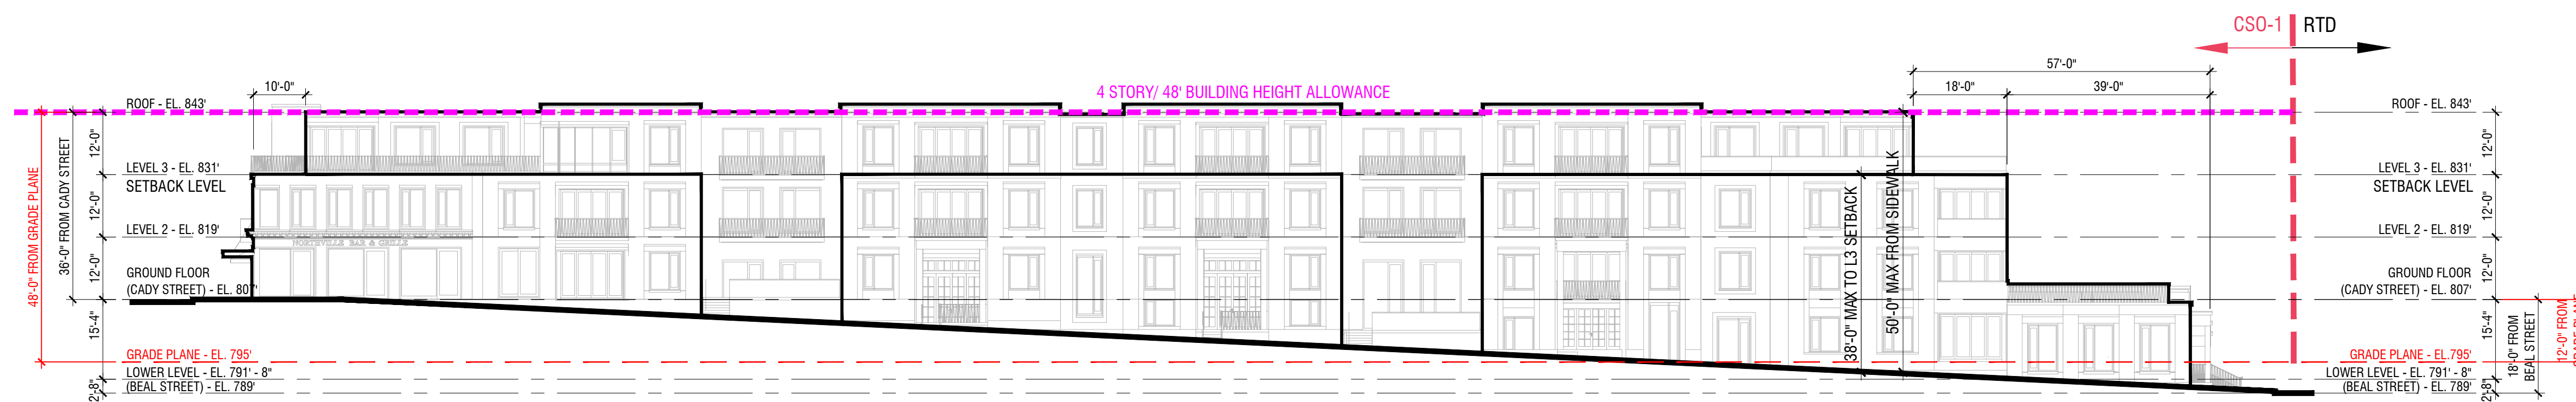 CSO-1 RTD
57'-0"
10'-0"
18'-0" 39'-0"
4 STORY/ 48' BUILDING HEIGHT ALLOWANCE
ROOF - EL. 843'
LEVEL 3 - EL. 831'
SETBACK LEVEL
LEVEL 2 - EL. 819'
GROUND FLOOR
(CADY STREET) - EL. 807'
GRADE PLANE - EL. 795'
LOWER LEVEL - EL. 791' - 8"
(BEAL STREET) - EL. 789'
48'-0" FROM GRADE PLANE
36'-0" FROM CADY STREET
12'-0"
12'-0"
12'-0"
15'-4"
2'-8"
NORTHVILLE BAR & GRILLE
38'-0" MAX TO L3 SETBACK
50'-0" MAX FROM SIDEWALK
ROOF - EL. 843'
LEVEL 3 - EL. 831'
SETBACK LEVEL
LEVEL 2 - EL. 819'
GROUND FLOOR
(CADY STREET) - EL. 807'
GRADE PLANE - EL.795'
LOWER LEVEL - EL. 791' - 8"
(BEAL STREET) - EL. 789'
12'-0"
12'-0"
12'-0"
15'-4"
2'-8"
18'-0" FROM
BEAL STREET
12'-0" FROM